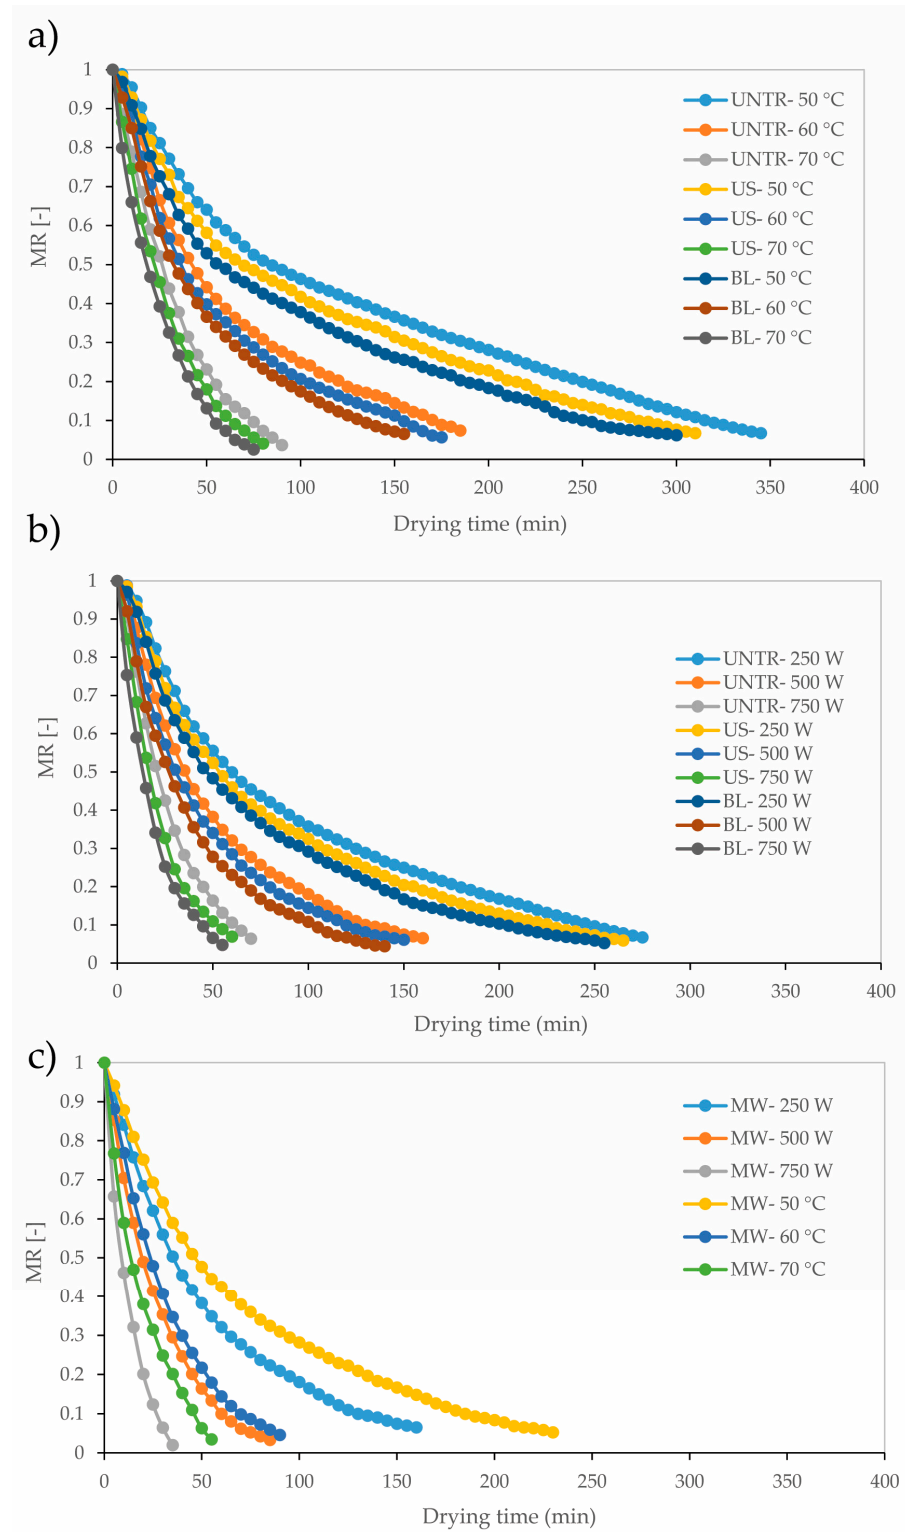 a)
1
0.9
0.8
0.7
0.6
0.5
0.4
0.3
0.2
0.1
0
MR [-]
UNTR- 50 °C
UNTR- 60 °C
UNTR- 70 °C
US- 50 °C
US- 60 °C
US- 70 °C
BL- 50 °C
BL- 60 °C
BL- 70 °C
0 50 100 150 200 250 300 350 400
Drying time (min)
b)
1
0.9
0.8
0.7
0.6
0.5
0.4
0.3
0.2
0.1
0
MR [-]
UNTR- 250 W
UNTR- 500 W
UNTR- 750 W
US- 250 W
US- 500 W
US- 750 W
BL- 250 W
BL- 500 W
BL- 750 W
0 50 100 150 200 250 300 350 400
Drying time (min)
c)
1
0.9
0.8
0.7
0.6
0.5
0.4
0.3
0.2
0.1
0
MR [-]
MW- 250 W
MW- 500 W
MW- 750 W
MW- 50 °C
MW- 60 °C
MW- 70 °C
0 50 100 150 200 250 300 350 400
Drying time (min)